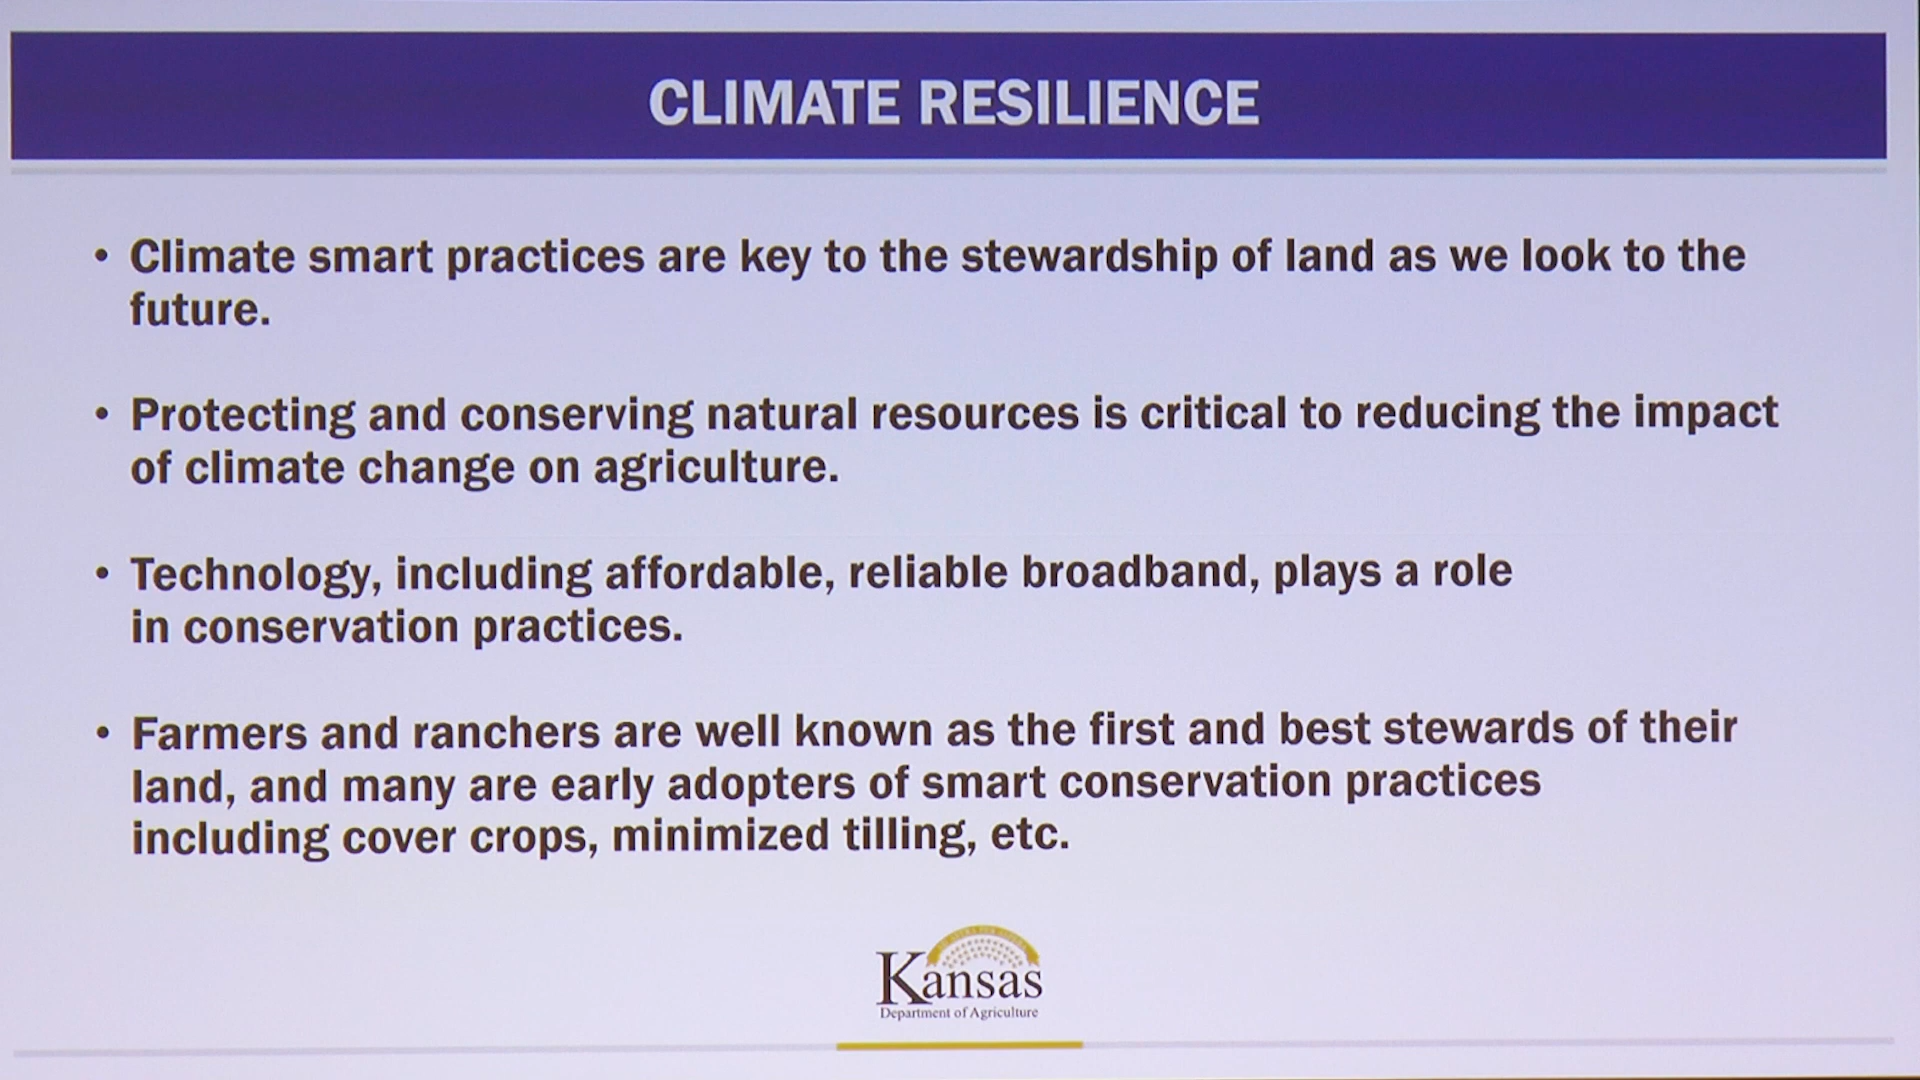 CLIMATE RESILIENCE
• Climate smart practices are key to the stewardship of land as we look to the
future.
• Protecting and conserving natural resources is critical to reducing the impact
of climate change on agriculture.
• Technology, including affordable, reliable broadband, plays a role
in conservation practices.
• Farmers and ranchers are well known as the first and best stewards of their
land, and many are early adopters of smart conservation practices
including cover crops, minimized tilling, etc.
Kansas
Department of Agriculture